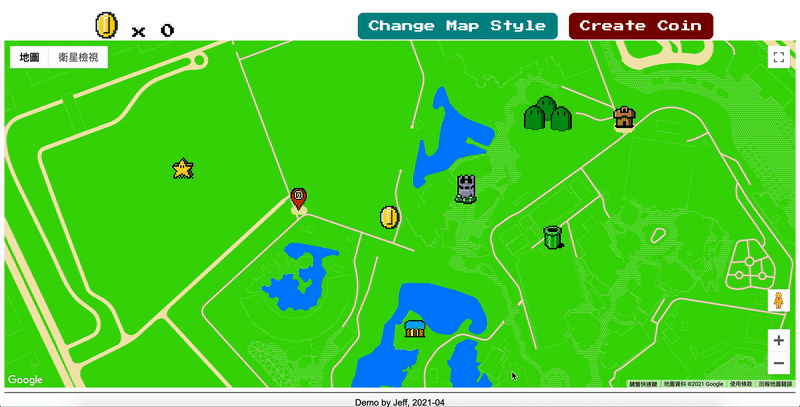 x 0
Change Map Style
Create Coin
地圖
衛星檢視
Google
鍵盤快速鍵
地圖資料 ©2021 Google
使用條款
回報地圖錯誤
Demo by Jeff, 2021-04